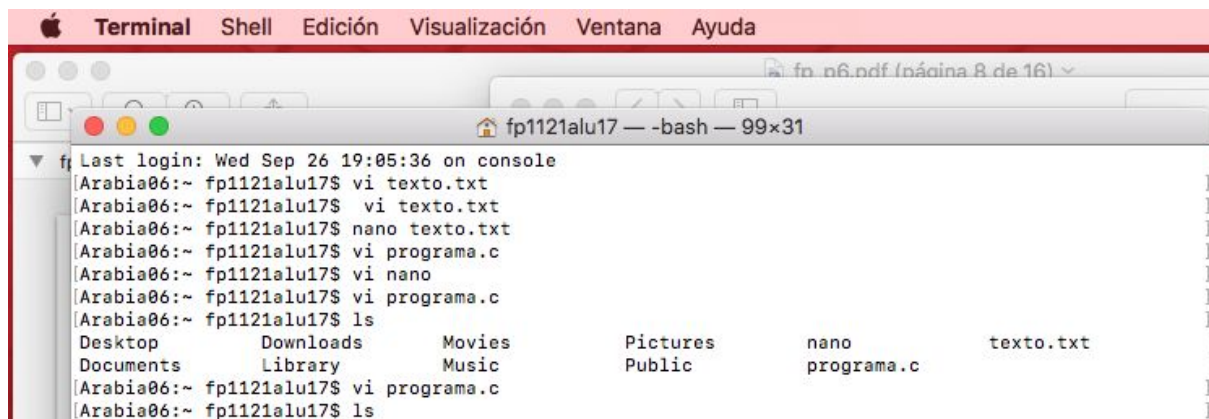 Terminal Shell Edición Visualización Ventana Ayuda
fp_p6.pdf (página 8 de 16)
fp1121alu17 — -bash — 99×31
Last login: Wed Sep 26 19:05:36 on console
[Arabia06:~ fp1121alu17$ vi texto.txt ]
[Arabia06:~ fp1121alu17$  vi texto.txt ]
[Arabia06:~ fp1121alu17$ nano texto.txt ]
[Arabia06:~ fp1121alu17$ vi programa.c ]
[Arabia06:~ fp1121alu17$ vi nano ]
[Arabia06:~ fp1121alu17$ vi programa.c ]
[Arabia06:~ fp1121alu17$ ls ]
Desktop Downloads Movies Pictures nano texto.txt
Documents Library Music Public programa.c
[Arabia06:~ fp1121alu17$ vi programa.c ]
[Arabia06:~ fp1121alu17$ ls ]